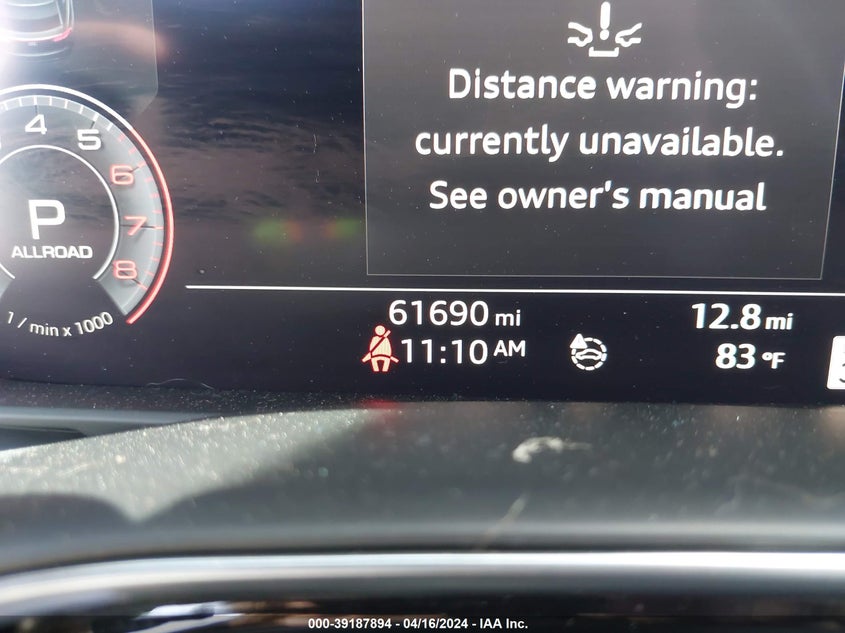 Distance warning:
currently unavailable.
See owner's manual
4
5
6
7
8
P
ALLROAD
1 / min x 1000
61690 mi
12.8 mi
11:10 AM
83 °F
000-39187894 - 04/16/2024 - IAA Inc.